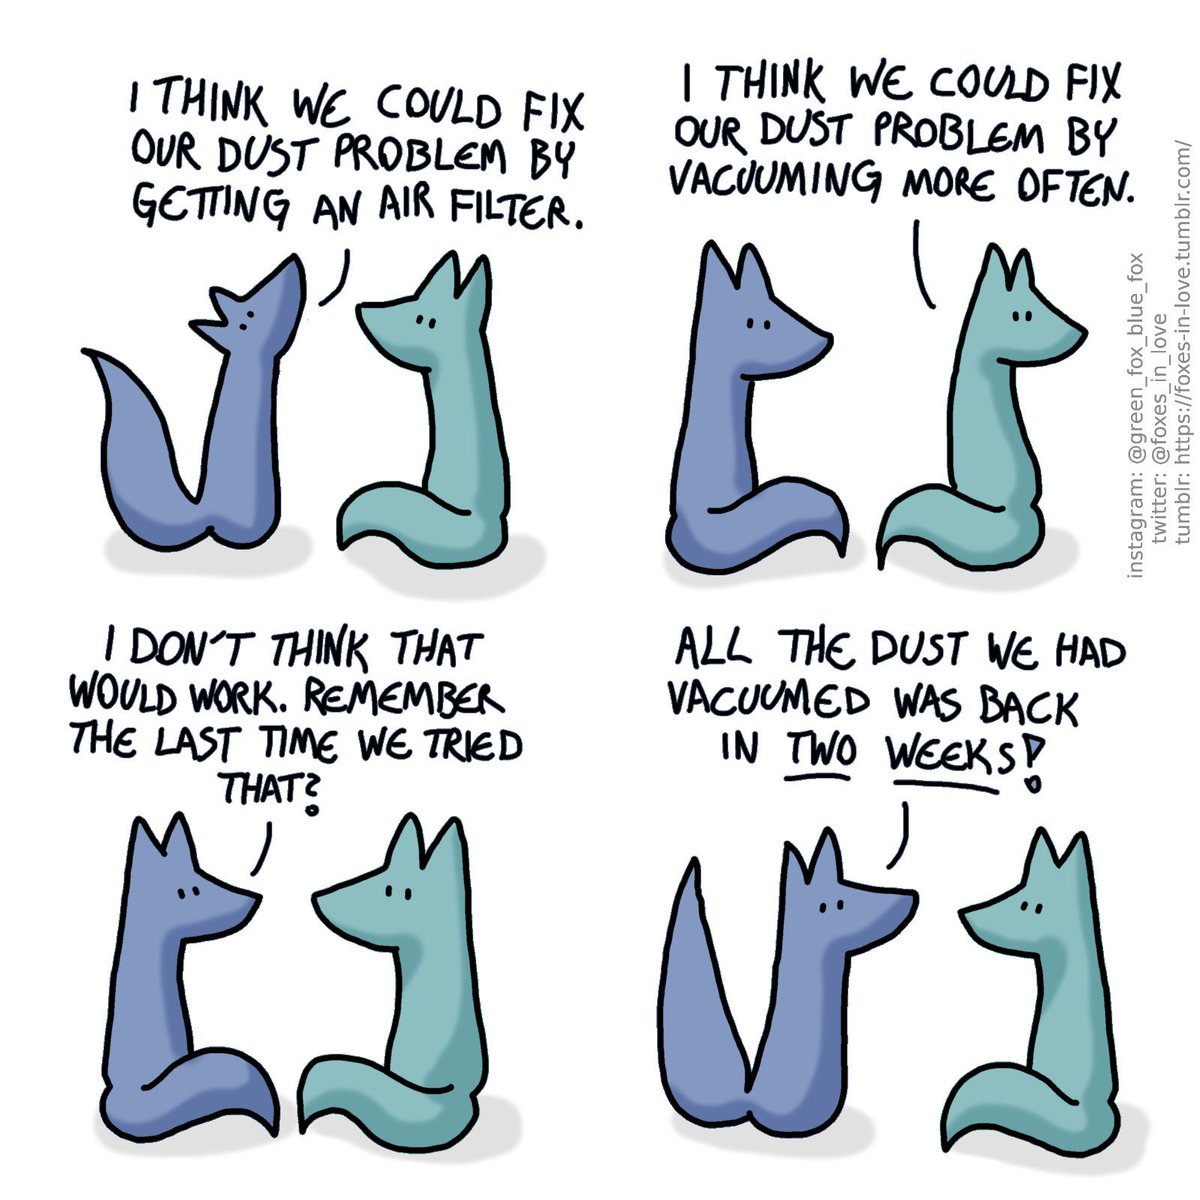 I THINK WE COULD FIX
OUR DUST PROBLEM BY
GETTING AN AIR FILTER.
I THINK WE COULD FIX
OUR DUST PROBLEM BY
VACUUMING MORE OFTEN.
I DON'T THINK THAT
WOULD WORK. REMEMBER
THE LAST TIME WE TRIED
THAT?
ALL THE DUST WE HAD
VACUUMED WAS BACK
IN TWO WEEKS!
instagram: @green_fox_blue_fox
twitter: @foxes_in_love
tumblr: https://foxes-in-love.tumblr.com/